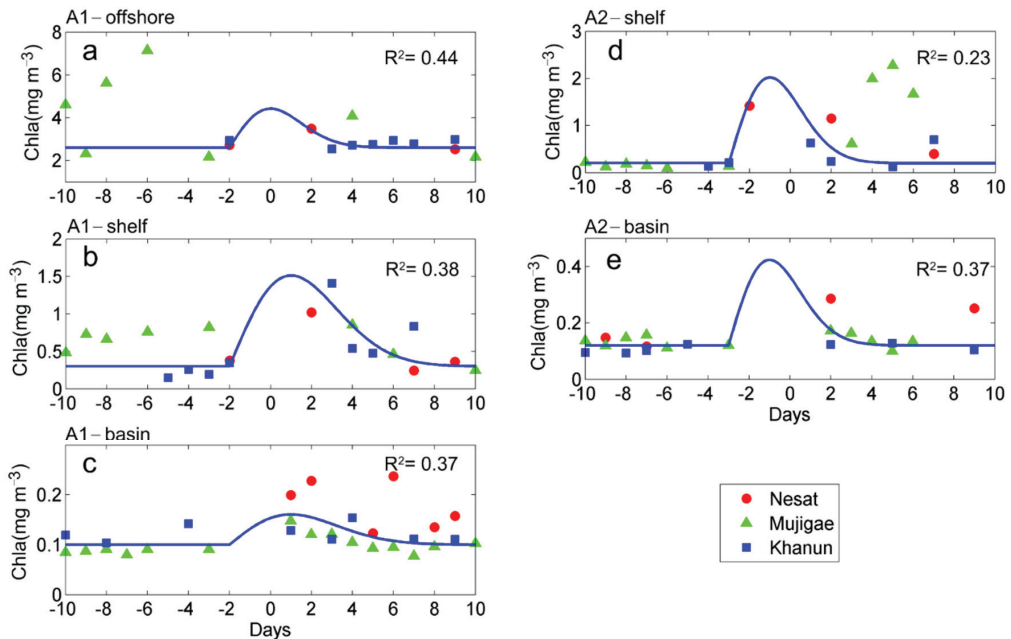 A1−offshore
a
R²= 0.44
Chla(mg m⁻³)
8
6
4
2
-10 -8 -6 -4 -2 0 2 4 6 8 10
A1−shelf
b
R²= 0.38
Chla(mg m⁻³)
2
1.5
1
0.5
0
-10 -8 -6 -4 -2 0 2 4 6 8 10
A1−basin
c
R²= 0.37
Chla(mg m⁻³)
0.2
0.1
0
-10 -8 -6 -4 -2 0 2 4 6 8 10
Days
A2−shelf
d
R²= 0.23
Chla(mg m⁻³)
3
2
1
0
-10 -8 -6 -4 -2 0 2 4 6 8 10
A2−basin
e
R²= 0.37
Chla(mg m⁻³)
0.4
0.2
0
-10 -8 -6 -4 -2 0 2 4 6 8 10
Days
Nesat
Mujigae
Khanun